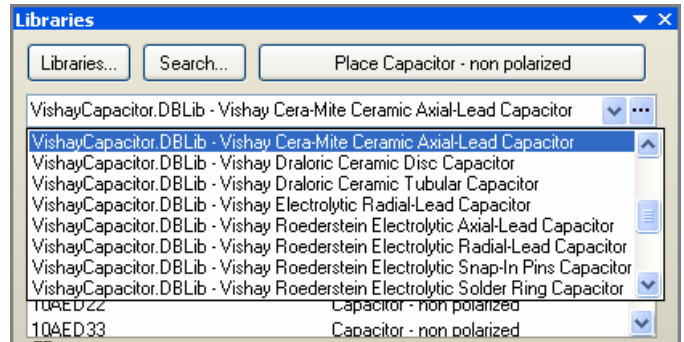 Libraries
Libraries... Search... Place Capacitor - non polarized
VishayCapacitor.DBLib - Vishay Cera-Mite Ceramic Axial-Lead Capacitor ...
VishayCapacitor.DBLib - Vishay Cera-Mite Ceramic Axial-Lead Capacitor
VishayCapacitor.DBLib - Vishay Draloric Ceramic Disc Capacitor
VishayCapacitor.DBLib - Vishay Draloric Ceramic Tubular Capacitor
VishayCapacitor.DBLib - Vishay Electrolytic Radial-Lead Capacitor
VishayCapacitor.DBLib - Vishay Roederstein Electrolytic Axial-Lead Capacitor
VishayCapacitor.DBLib - Vishay Roederstein Electrolytic Radial-Lead Capacitor
VishayCapacitor.DBLib - Vishay Roederstein Electrolytic Snap-In Pins Capacitor
VishayCapacitor.DBLib - Vishay Roederstein Electrolytic Solder Ring Capacitor
10AED22 Capacitor - non polarized
10AED33 Capacitor - non polarized